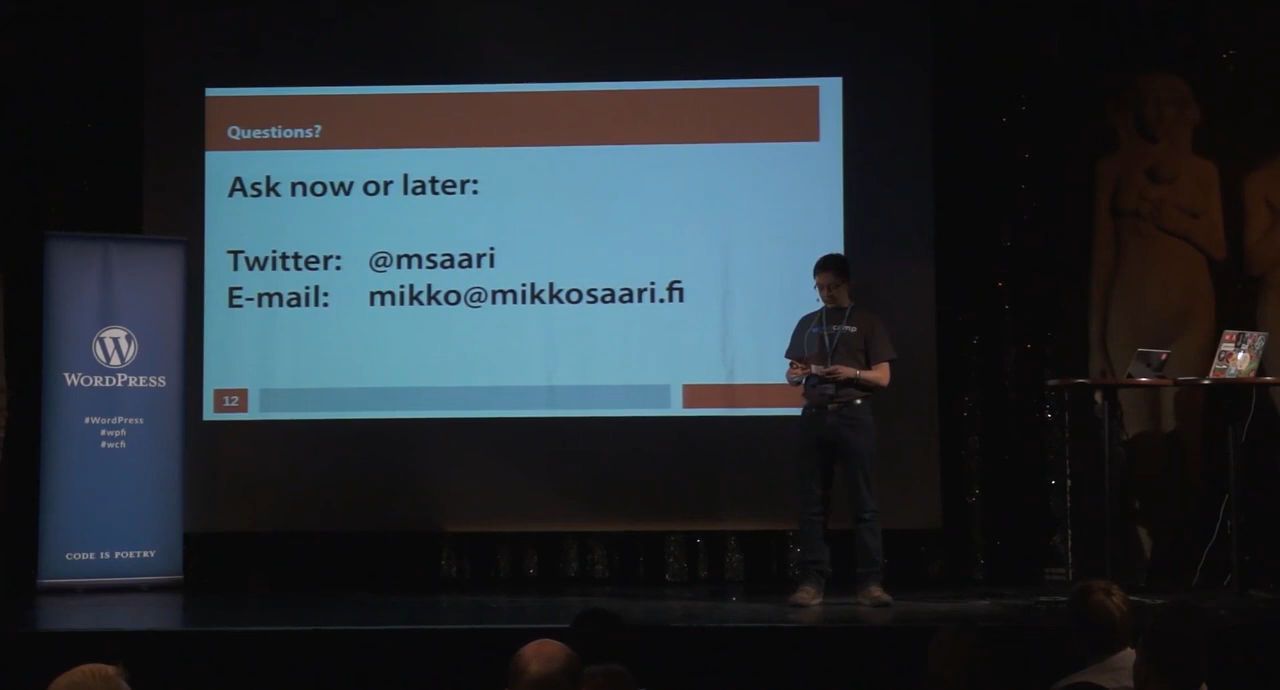 Questions?
Ask now or later:
Twitter: @msaari
E-mail: mikko@mikkosaari.fi
12
WORDPRESS
#WordPress
#wpfi
#wcfi
CODE IS POETRY